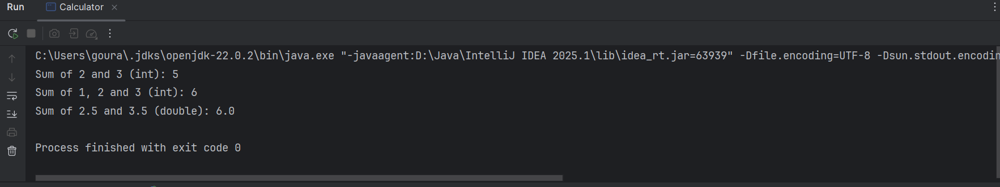 Run Calculator
C:\Users\goura\.jdks\openjdk-22.0.2\bin\java.exe "-javaagent:D:\Java\IntelliJ IDEA 2025.1\lib\idea_rt.jar=63939" -Dfile.encoding=UTF-8 -Dsun.stdout.encodin
Sum of 2 and 3 (int): 5
Sum of 1, 2 and 3 (int): 6
Sum of 2.5 and 3.5 (double): 6.0
Process finished with exit code 0